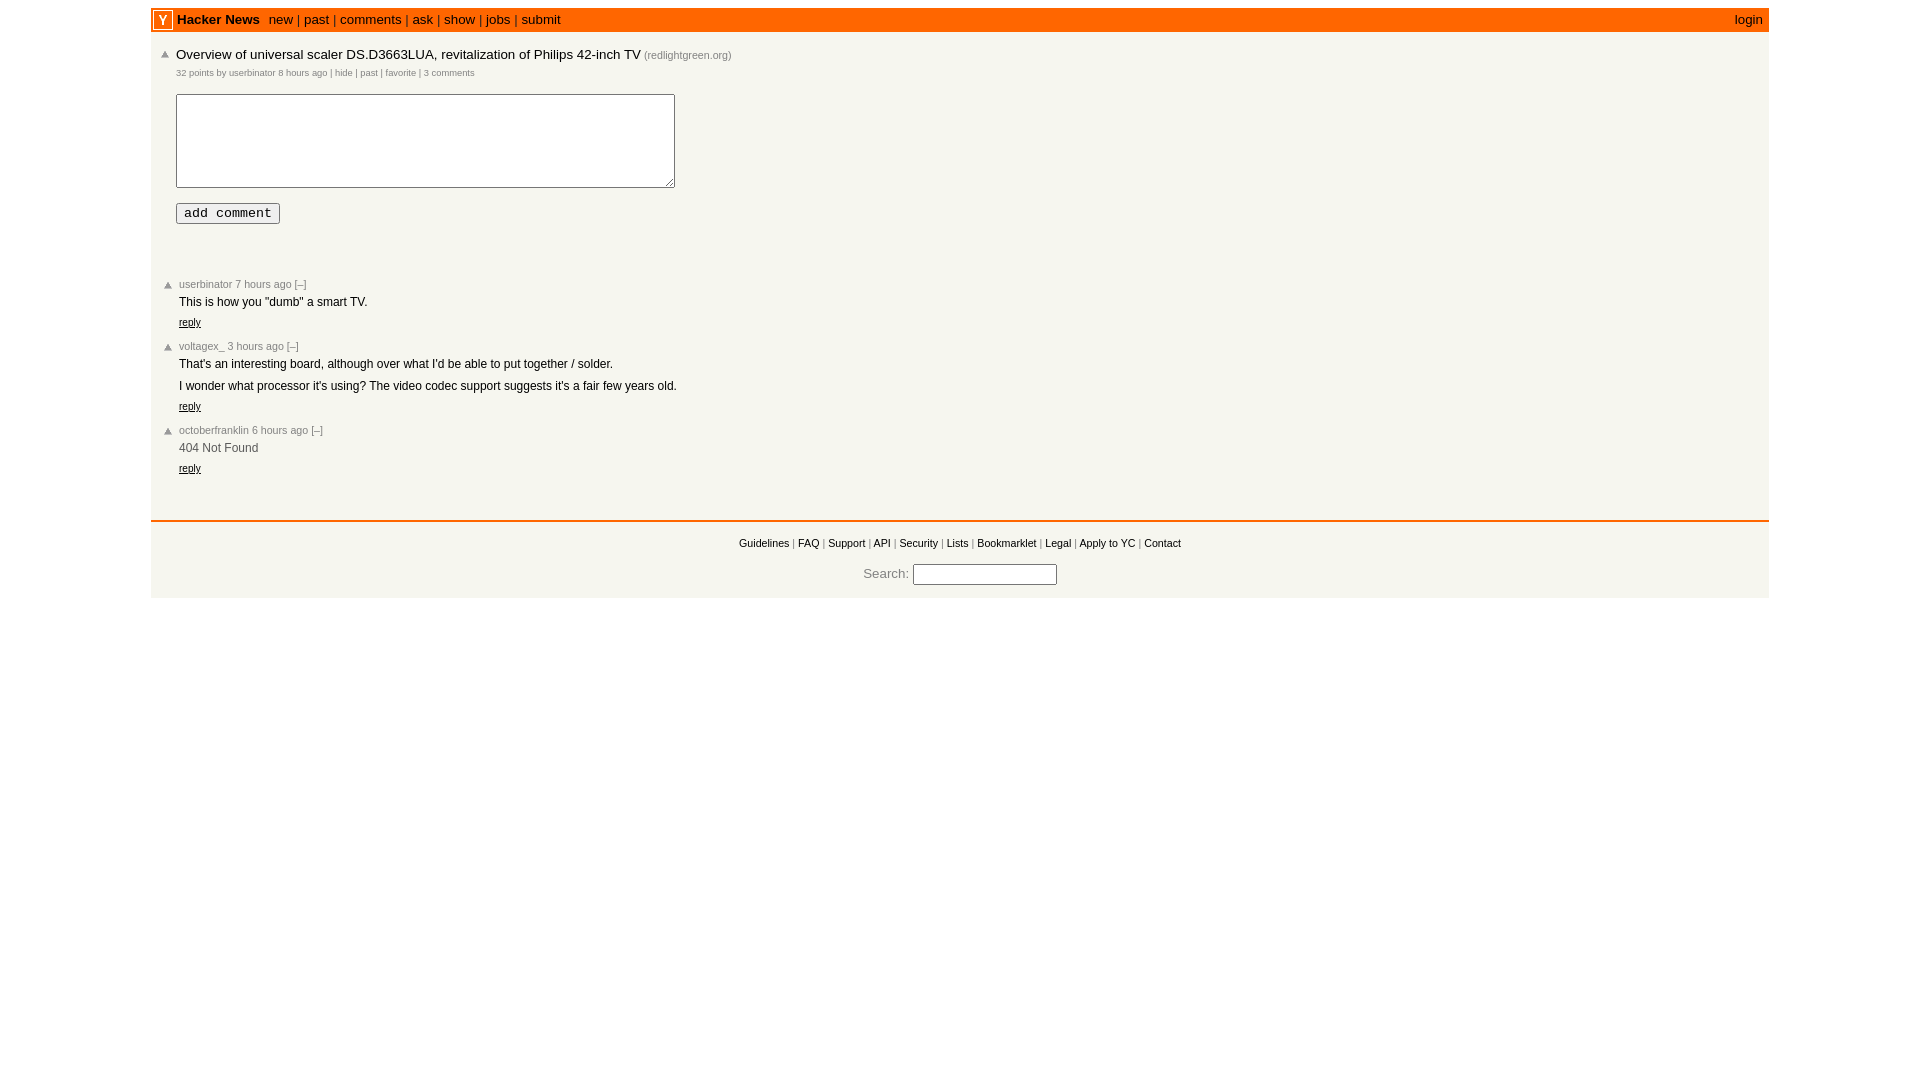 Y Hacker News new | past | comments | ask | show | jobs | submit login
Overview of universal scaler DS.D3663LUA, revitalization of Philips 42-inch TV (redlightgreen.org)
32 points by userbinator 8 hours ago | hide | past | favorite | 3 comments
add comment
userbinator 7 hours ago [–]
This is how you "dumb" a smart TV.
reply
voltagex_ 3 hours ago [–]
That's an interesting board, although over what I'd be able to put together / solder.
I wonder what processor it's using? The video codec support suggests it's a fair few years old.
reply
octoberfranklin 6 hours ago [–]
404 Not Found
reply
Guidelines | FAQ | Support | API | Security | Lists | Bookmarklet | Legal | Apply to YC | Contact
Search: